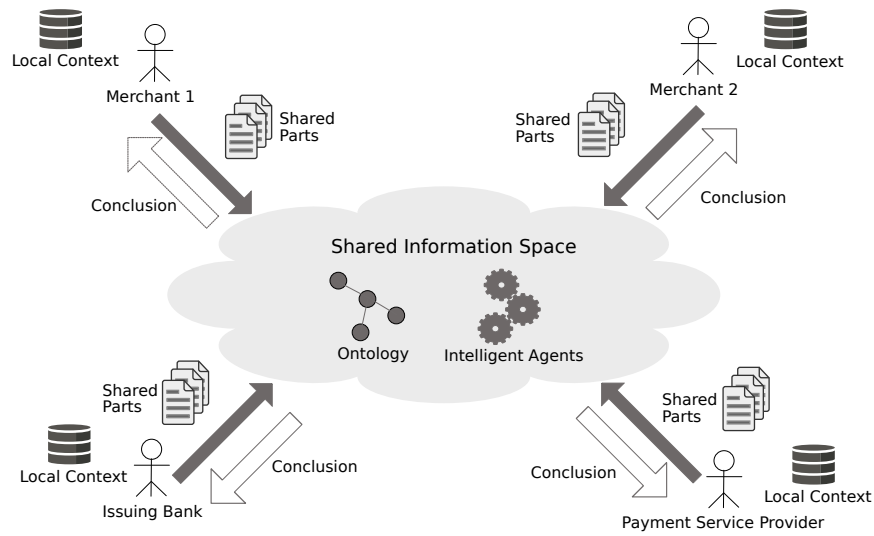 Local Context
Merchant 1
Shared
Parts
Conclusion
Local Context
Merchant 2
Shared
Parts
Conclusion
Shared Information Space
Ontology
Intelligent Agents
Shared
Parts
Local Context
Conclusion
Issuing Bank
Shared
Parts
Conclusion
Local Context
Payment Service Provider